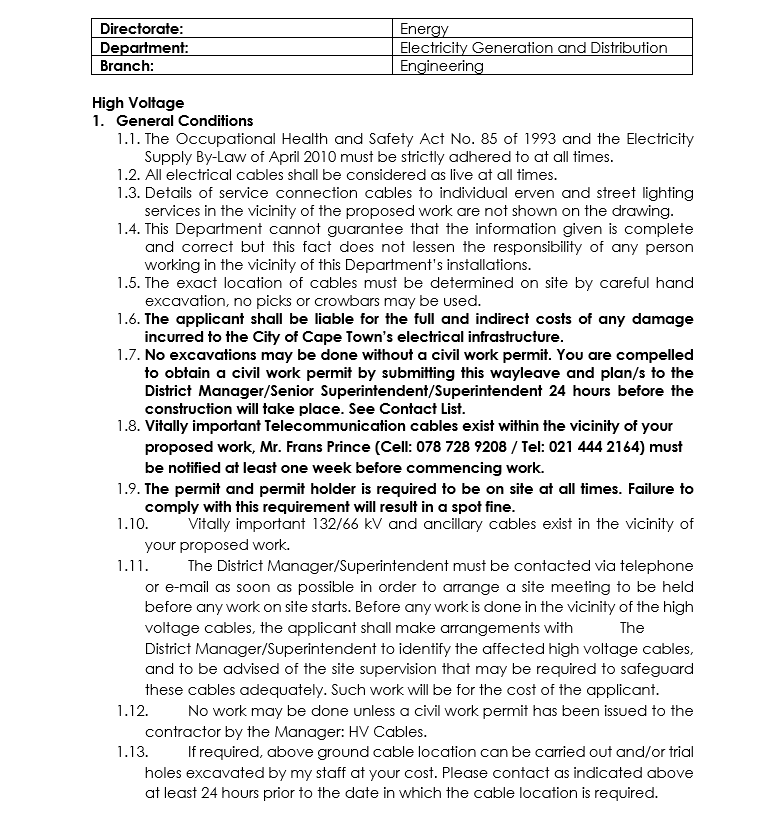 Directorate: Energy
Department: Electricity Generation and Distribution
Branch: Engineering
High Voltage
1. General Conditions
1.1. The Occupational Health and Safety Act No. 85 of 1993 and the Electricity
Supply By-Law of April 2010 must be strictly adhered to at all times.
1.2. All electrical cables shall be considered as live at all times.
1.3. Details of service connection cables to individual erven and street lighting
services in the vicinity of the proposed work are not shown on the drawing.
1.4. This Department cannot guarantee that the information given is complete
and correct but this fact does not lessen the responsibility of any person
working in the vicinity of this Department's installations.
1.5. The exact location of cables must be determined on site by careful hand
excavation, no picks or crowbars may be used.
1.6. The applicant shall be liable for the full and indirect costs of any damage
incurred to the City of Cape Town's electrical infrastructure.
1.7. No excavations may be done without a civil work permit. You are compelled
to obtain a civil work permit by submitting this wayleave and plan/s to the
District Manager/Senior Superintendent/Superintendent 24 hours before the
construction will take place. See Contact List.
1.8. Vitally important Telecommunication cables exist within the vicinity of your
proposed work, Mr. Frans Prince (Cell: 078 728 9208 / Tel: 021 444 2164) must
be notified at least one week before commencing work.
1.9. The permit and permit holder is required to be on site at all times. Failure to
comply with this requirement will result in a spot fine.
1.10. Vitally important 132/66 kV and ancillary cables exist in the vicinity of
your proposed work.
1.11. The District Manager/Superintendent must be contacted via telephone
or e-mail as soon as possible in order to arrange a site meeting to be held
before any work on site starts. Before any work is done in the vicinity of the high
voltage cables, the applicant shall make arrangements with The
District Manager/Superintendent to identify the affected high voltage cables,
and to be advised of the site supervision that may be required to safeguard
these cables adequately. Such work will be for the cost of the applicant.
1.12. No work may be done unless a civil work permit has been issued to the
contractor by the Manager: HV Cables.
1.13. If required, above ground cable location can be carried out and/or trial
holes excavated by my staff at your cost. Please contact as indicated above
at least 24 hours prior to the date in which the cable location is required.